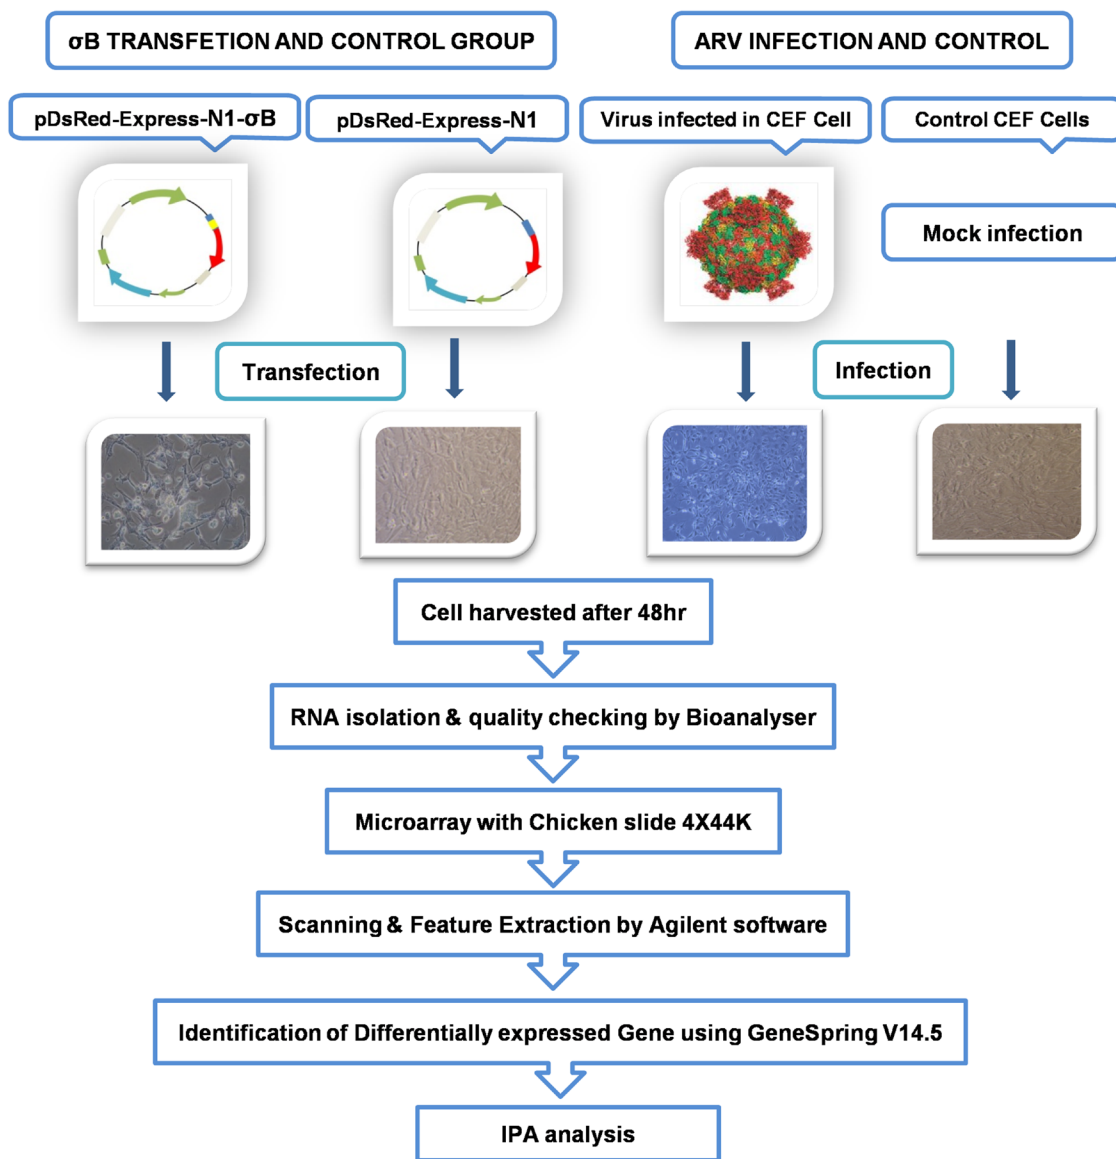 σB TRANSFETION AND CONTROL GROUP
ARV INFECTION AND CONTROL
pDsRed-Express-N1-σB
pDsRed-Express-N1
Virus infected in CEF Cell
Control CEF Cells
Mock infection
Transfection
Infection
Cell harvested after 48hr
RNA isolation & quality checking by Bioanalyser
Microarray with Chicken slide 4X44K
Scanning & Feature Extraction by Agilent software
Identification of Differentially expressed Gene using GeneSpring V14.5
IPA analysis